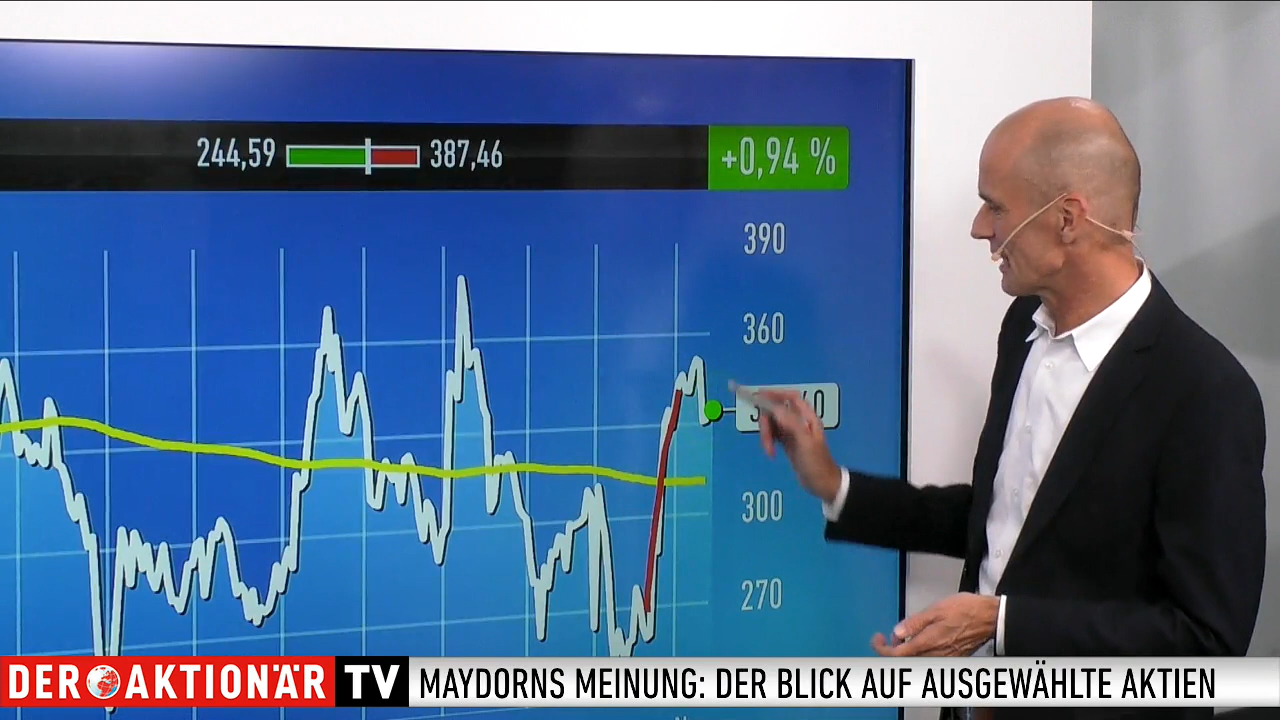 244,59 387,46 +0,94 %
390
360
300
270
DER AKTIONÄR TV MAYDORNS MEINUNG: DER BLICK AUF AUSGEWÄHLTE AKTIEN